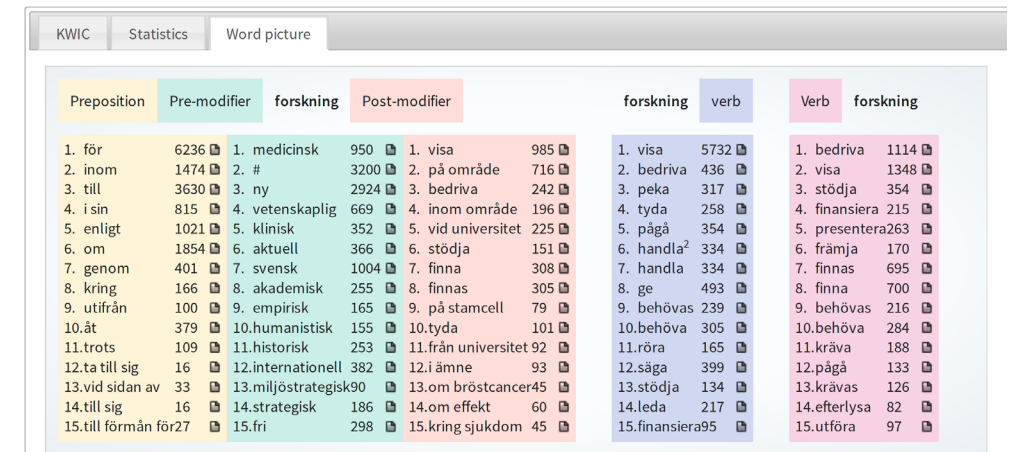 KWIC Statistics Word picture
Preposition Pre-modifier forskning Post-modifier forskning verb Verb forskning
1. för 6236 1. medicinsk 950 1. visa 985 1. visa 5732 1. bedriva 1114
2. inom 1474 2. # 3200 2. på område 716 2. bedriva 436 2. visa 1348
3. till 3630 3. ny 2924 3. bedriva 242 3. peka 317 3. stödja 354
4. i sin 815 4. vetenskaplig 669 4. inom område 196 4. tyda 258 4. finansiera 215
5. enligt 1021 5. klinisk 352 5. vid universitet 225 5. pågå 354 5. presentera263
6. om 1854 6. aktuell 366 6. stödja 151 6. handla² 334 6. främja 170
7. genom 401 7. svensk 1004 7. finna 308 7. handla 334 7. finnas 695
8. kring 166 8. akademisk 255 8. finnas 305 8. ge 493 8. finna 700
9. utifrån 100 9. empirisk 165 9. på stamcell 79 9. behövas 239 9. behövas 216
10.åt 379 10.humanistisk 155 10.tyda 101 10.behöva 305 10.behöva 284
11.trots 109 11.historisk 253 11.från universitet 92 11.röra 165 11.kräva 188
12.ta till sig 16 12.internationell 382 12.i ämne 93 12.säga 399 12.pågå 133
13.vid sidan av 33 13.miljöstrategisk90 13.om bröstcancer45 13.stödja 134 13.krävas 126
14.till sig 16 14.strategisk 186 14.om effekt 60 14.leda 217 14.efterlysa 82
15.till förmån för27 15.fri 298 15.kring sjukdom 45 15.finansiera95 15.utföra 97